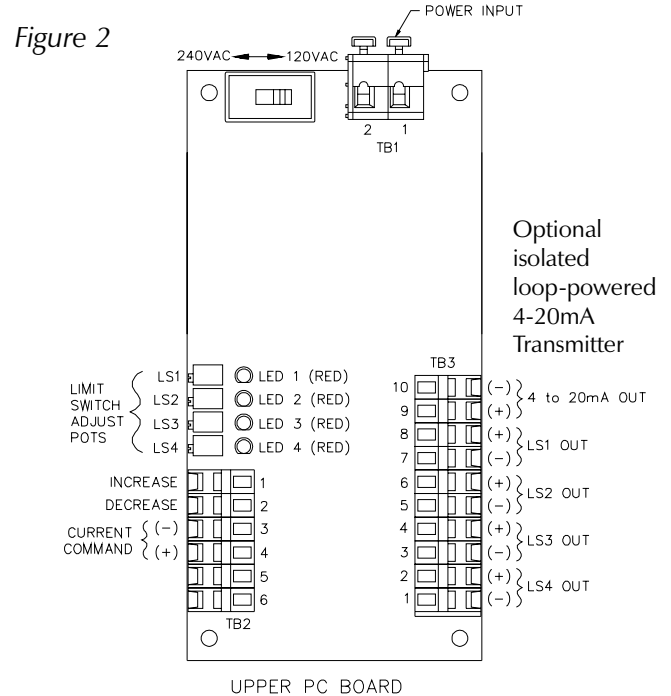 Figure 2
POWER INPUT
240VAC 120VAC
2 1
TB1
Optional
isolated
loop-powered
4-20mA
Transmitter
TB3
LIMIT
SWITCH
ADJUST
POTS
LS1 LED 1 (RED)
LS2 LED 2 (RED)
LS3 LED 3 (RED)
LS4 LED 4 (RED)
INCREASE 1
DECREASE 2
CURRENT
COMMAND
(-) 3
(+) 4
5
6
TB2
10 (-)
9 (+)
4 to 20mA OUT
8 (+)
7 (-)
LS1 OUT
6 (+)
5 (-)
LS2 OUT
4 (+)
3 (-)
LS3 OUT
2 (+)
1 (-)
LS4 OUT
UPPER PC BOARD